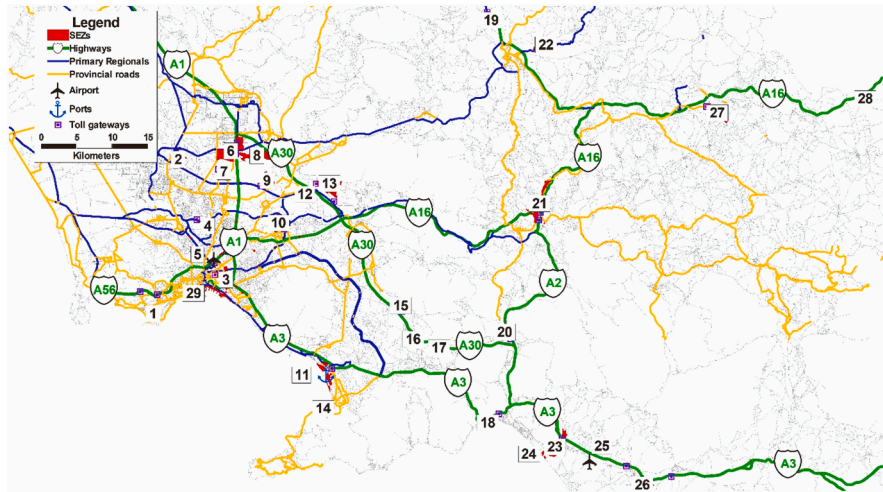 Legend
SEZs
Highways
Primary Regionals
Provincial roads
Airport
Ports
Toll gateways
0 5 10 15
Kilometers
19
22
A1
A16
28
27
6
8
A30
2
7
9
A16
13
12
21
4
10
A16
A1
A30
5
3
A56
29
A2
1
15
20
A3
16
17
A30
11
A3
14
18
A3
23
25
24
A3
26